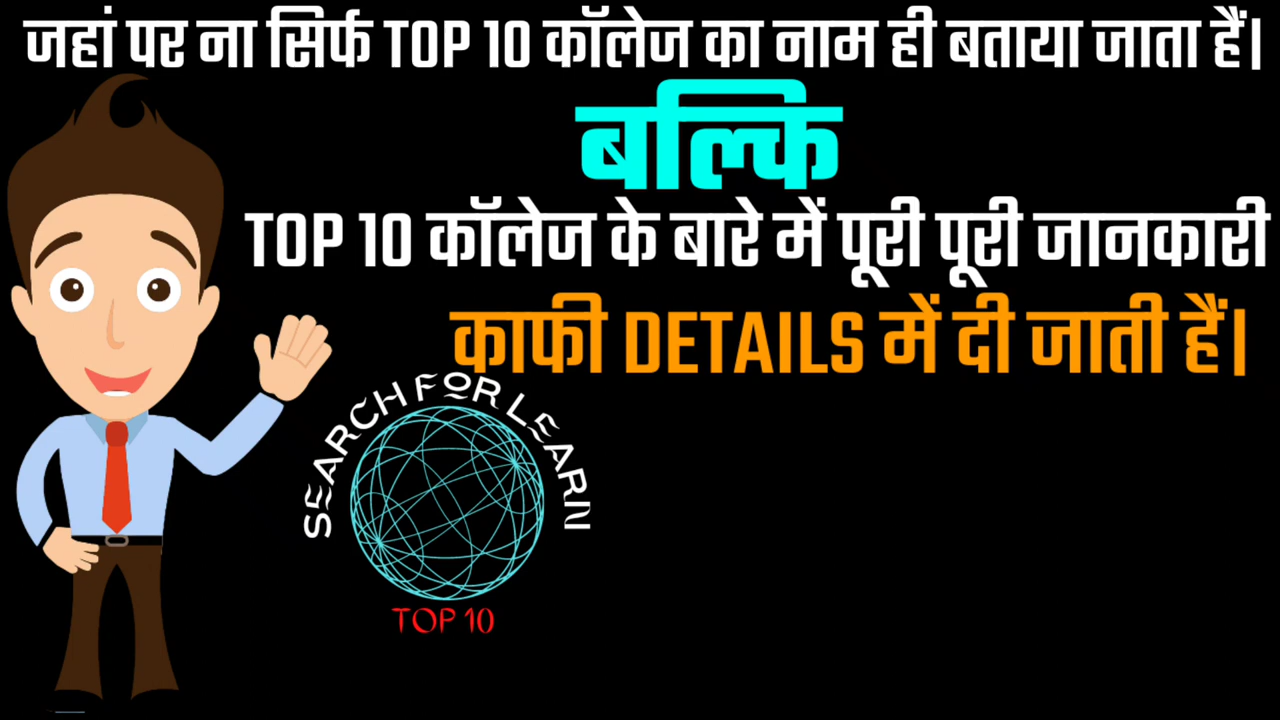 जहां पर ना सिर्फ TOP 10 कॉलेज का नाम ही बताया जाता हैं।
बल्कि
TOP 10 कॉलेज के बारे में पूरी पूरी जानकारी
काफी DETAILS में दी जाती हैं।
SEARCH FOR LEARN
TOP 10